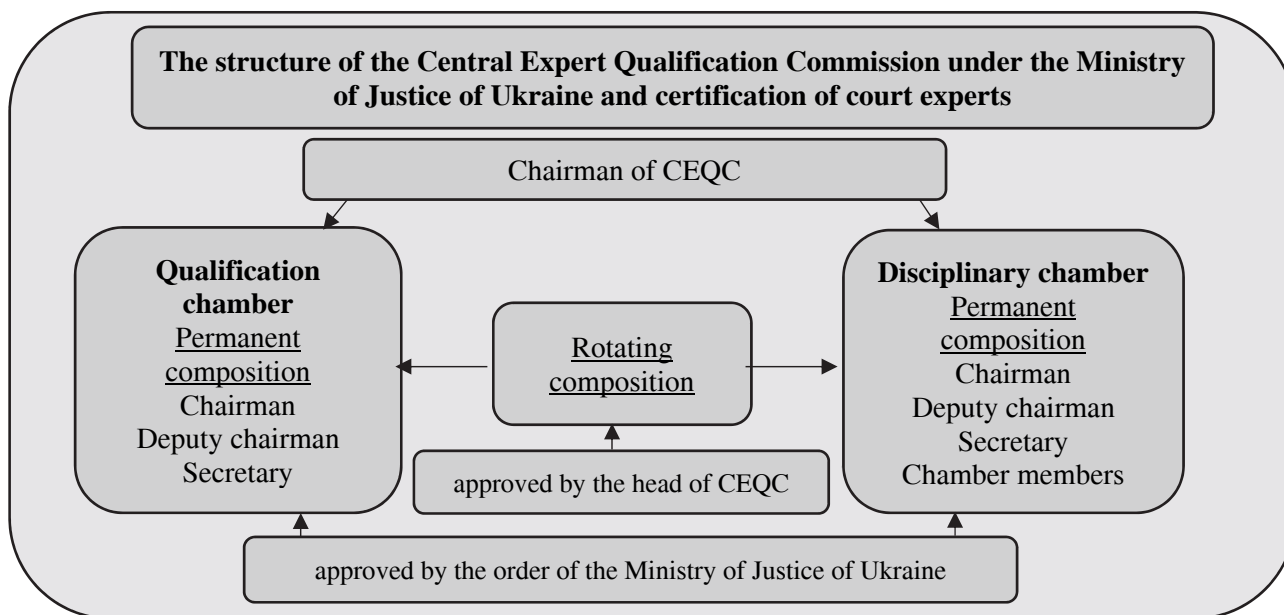 The structure of the Central Expert Qualification Commission under the Ministry
of Justice of Ukraine and certification of court experts
Chairman of CEQC
Qualification
chamber
Permanent
composition
Chairman
Deputy chairman
Secretary
Rotating
composition
Disciplinary chamber
Permanent
composition
Chairman
Deputy chairman
Secretary
Chamber members
approved by the head of CEQC
approved by the order of the Ministry of Justice of Ukraine